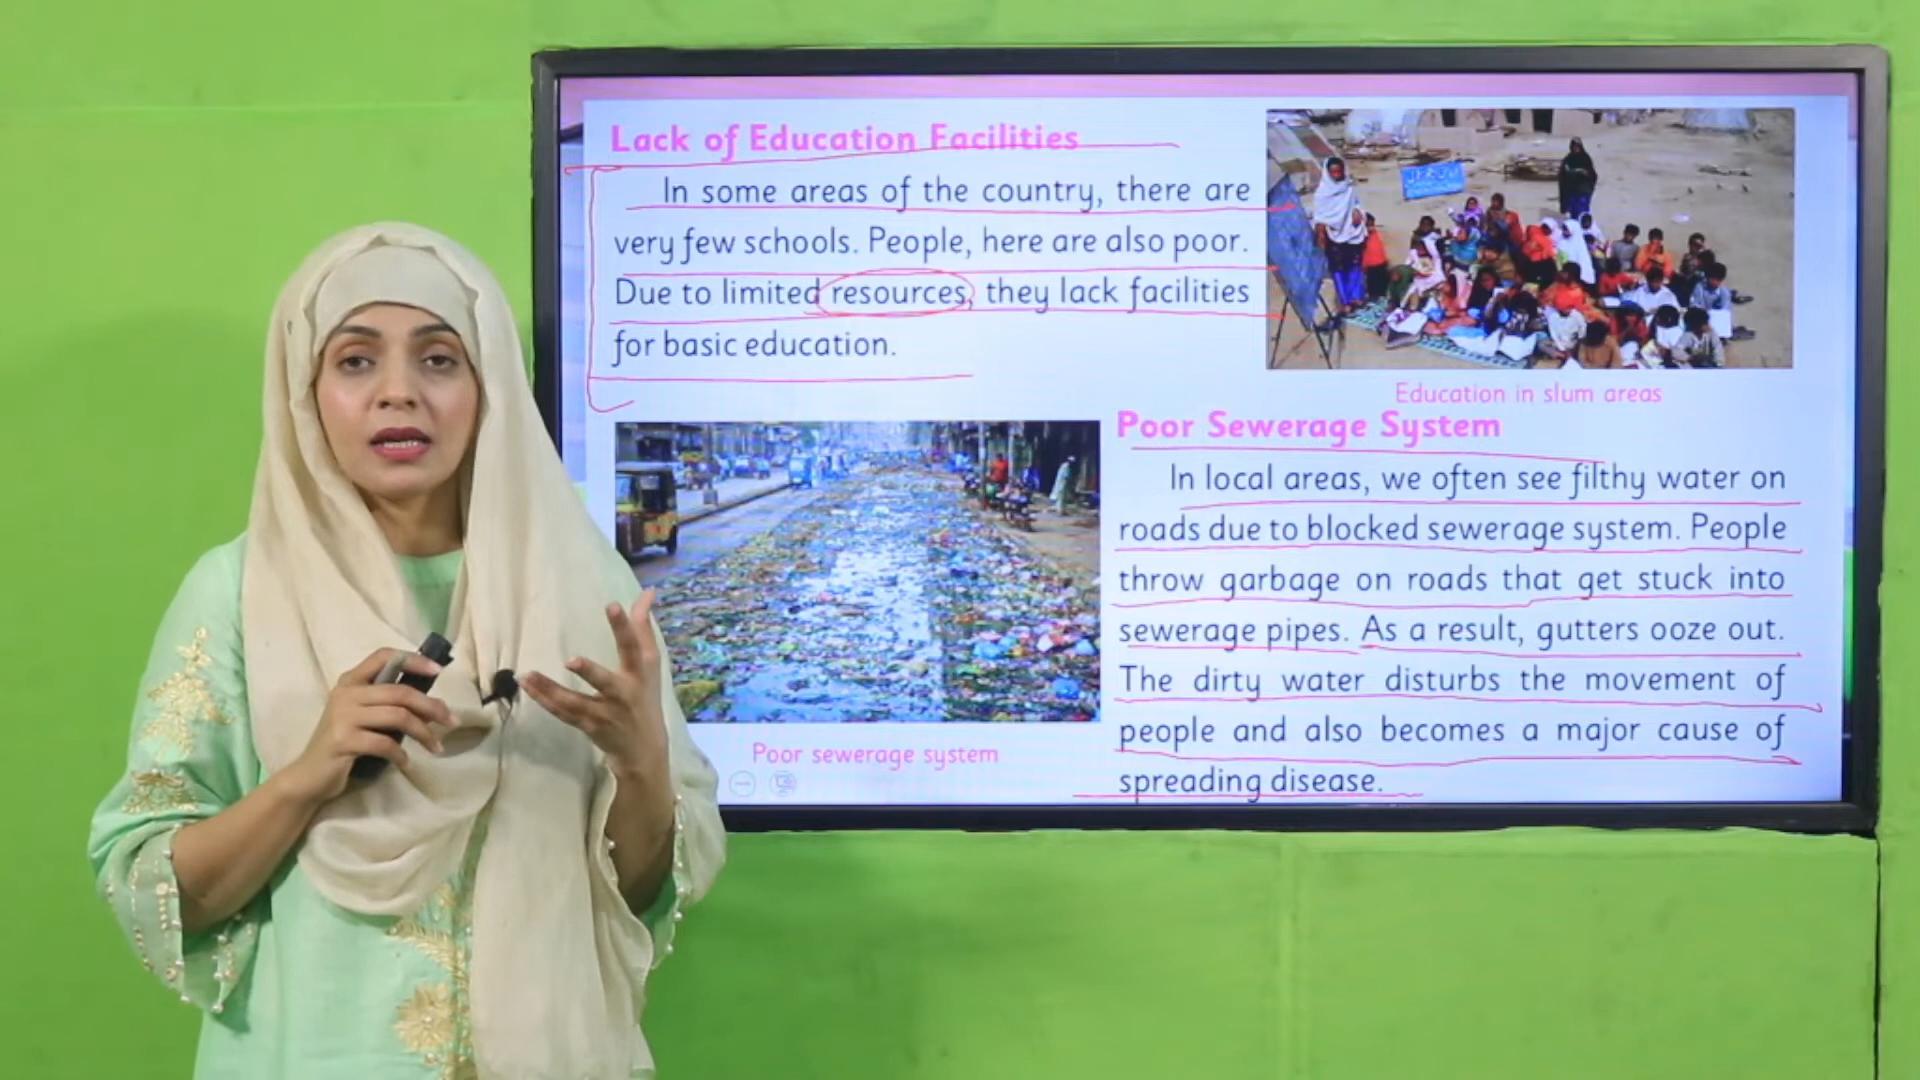 Lack of Education Facilities
In some areas of the country, there are
very few schools. People, here are also poor.
Due to limited resources, they lack facilities
for basic education.
Education in slum areas
Poor sewerage system
Poor Sewerage System
In local areas, we often see filthy water on
roads due to blocked sewerage system. People
throw garbage on roads that get stuck into
sewerage pipes. As a result, gutters ooze out.
The dirty water disturbs the movement of
people and also becomes a major cause of
spreading disease.